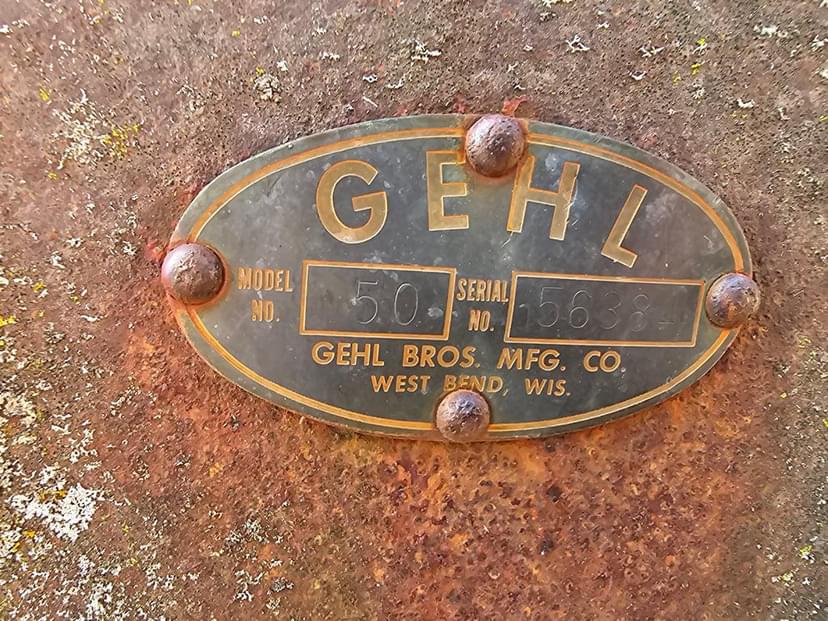 GEHL
MODEL NO. 50 SERIAL NO. 5638-
GEHL BROS. MFG. CO.
WEST BEND, WIS.